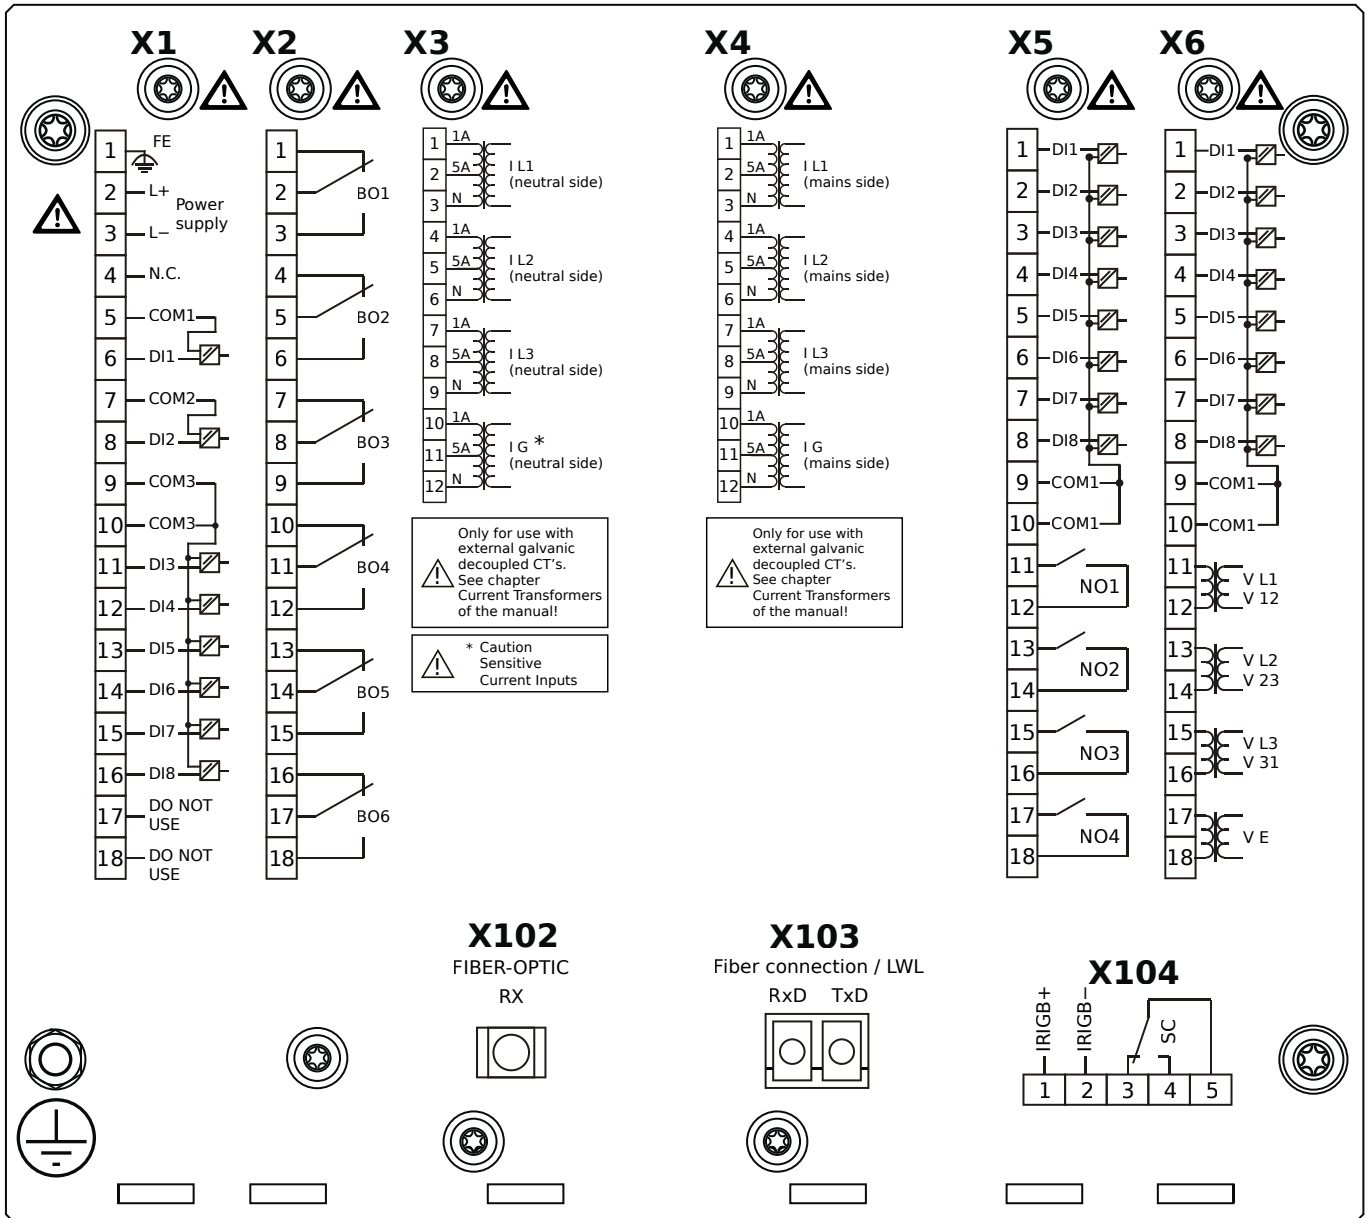 X1
X2
X3
X4
X5
X6
1
FE
2
L+
Power
supply
3
L−
4
N.C.
5
COM1
6
DI1
7
COM2
8
DI2
9
COM3
10
COM3
11
DI3
12
DI4
13
DI5
14
DI6
15
DI7
16
DI8
17
DO NOT
USE
18
DO NOT
USE
1
2
BO1
3
4
5
BO2
6
7
8
BO3
9
10
11
BO4
12
13
14
BO5
15
16
17
BO6
18
1
1A
2
5A
3
N
I L1
(neutral side)
4
1A
5
5A
6
N
I L2
(neutral side)
7
1A
8
5A
9
N
I L3
(neutral side)
10
1A
11
5A
12
N
I G *
(neutral side)
Only for use with
external galvanic
decoupled CT's.
See chapter
Current Transformers
of the manual!
* Caution
Sensitive
Current Inputs
1
1A
2
5A
3
N
I L1
(mains side)
4
1A
5
5A
6
N
I L2
(mains side)
7
1A
8
5A
9
N
I L3
(mains side)
10
1A
11
5A
12
N
I G
(mains side)
Only for use with
external galvanic
decoupled CT's.
See chapter
Current Transformers
of the manual!
1
DI1
2
DI2
3
DI3
4
DI4
5
DI5
6
DI6
7
DI7
8
DI8
9
COM1
10
COM1
11
NO1
12
13
NO2
14
15
NO3
16
17
NO4
18
1
DI1
2
DI2
3
DI3
4
DI4
5
DI5
6
DI6
7
DI7
8
DI8
9
COM1
10
COM1
11
V L1
V 12
12
13
V L2
V 23
14
15
V L3
V 31
16
17
V E
18
X102
FIBER-OPTIC
RX
X103
Fiber connection / LWL
RxD TxD
X104
IRIGB+
IRIGB−
SC
1 2 3 4 5